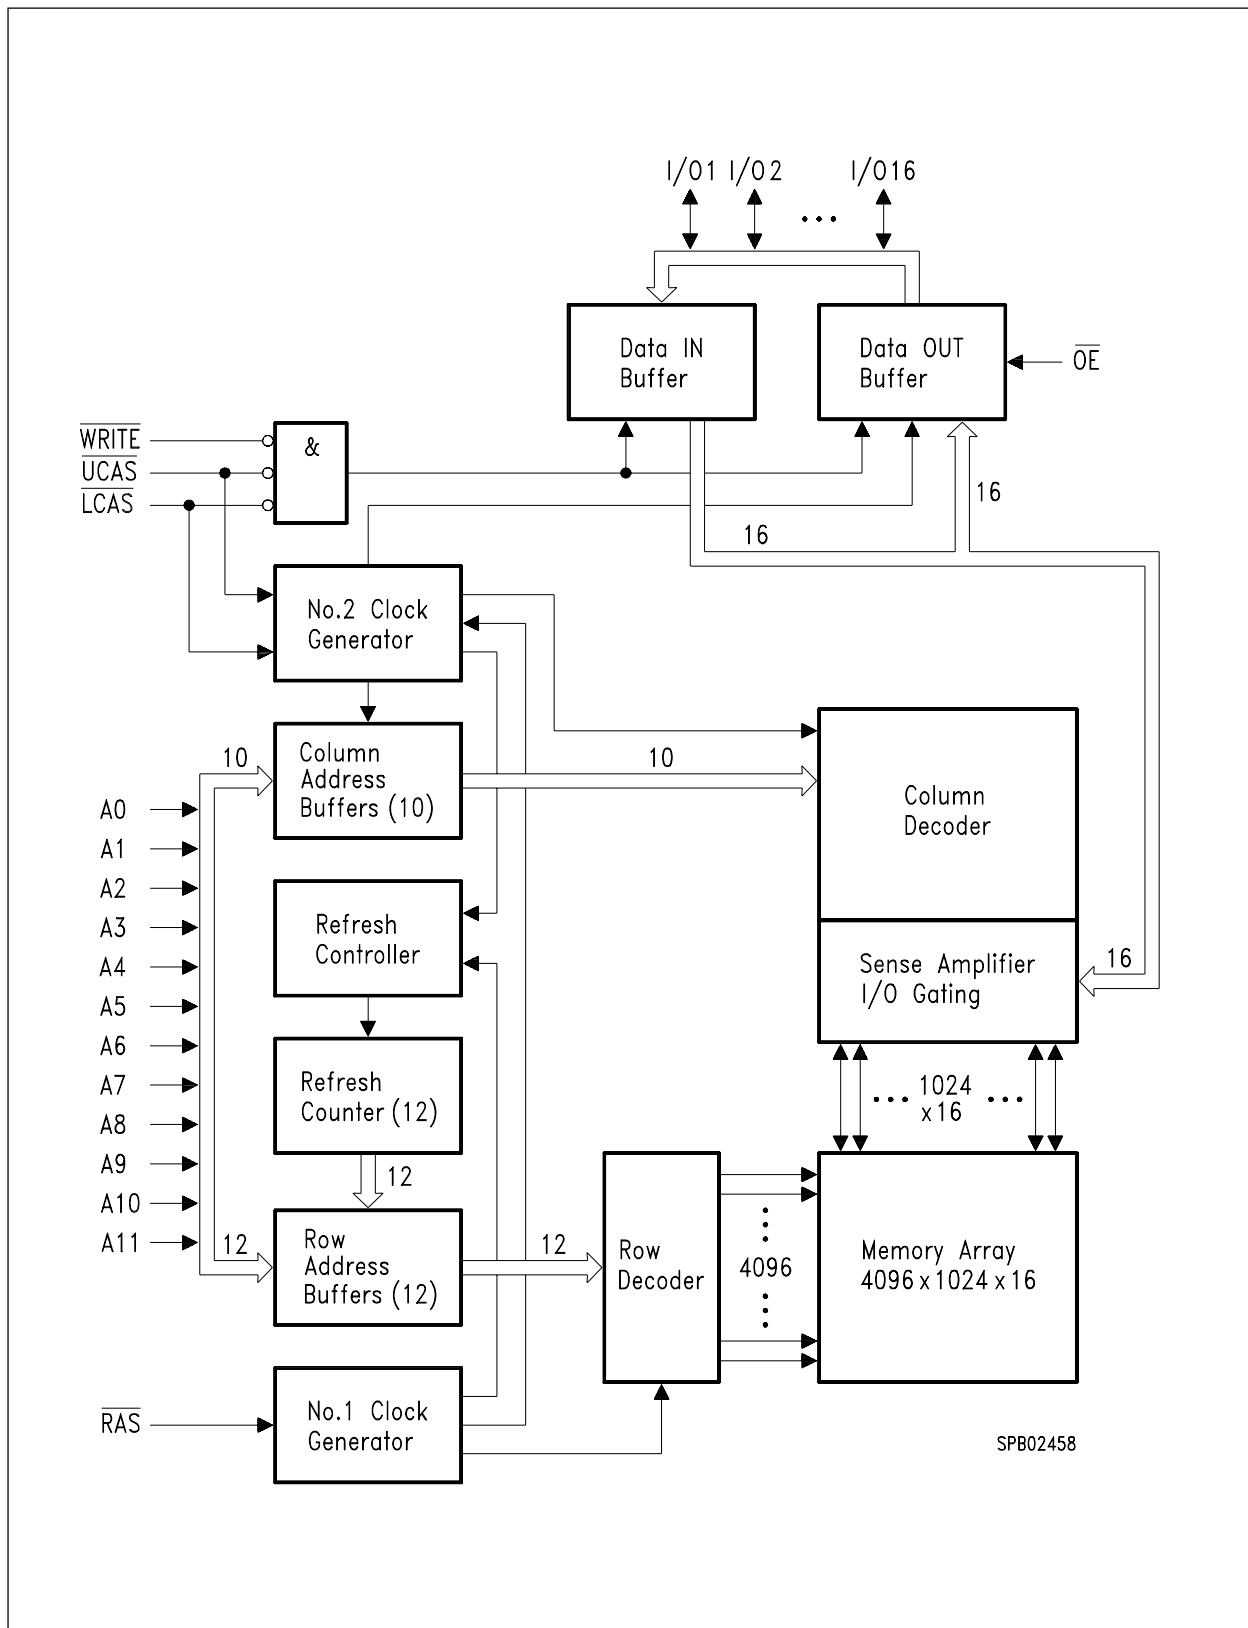 I/O1 I/O2 ... I/O16
Data IN
Buffer
Data OUT
Buffer
OE
WRITE
UCAS
LCAS
&
16
16
No.2 Clock
Generator
10
Column
Address
Buffers (10)
10
Column
Decoder
A0
A1
A2
A3
A4
A5
A6
A7
A8
A9
A10
A11
Refresh
Controller
Sense Amplifier
I/O Gating
16
Refresh
Counter (12)
... 1024 ...
x16
12
12
Row
Address
Buffers (12)
12
Row
Decoder
4096
Memory Array
4096x1024x16
RAS
No.1 Clock
Generator
SPB02458